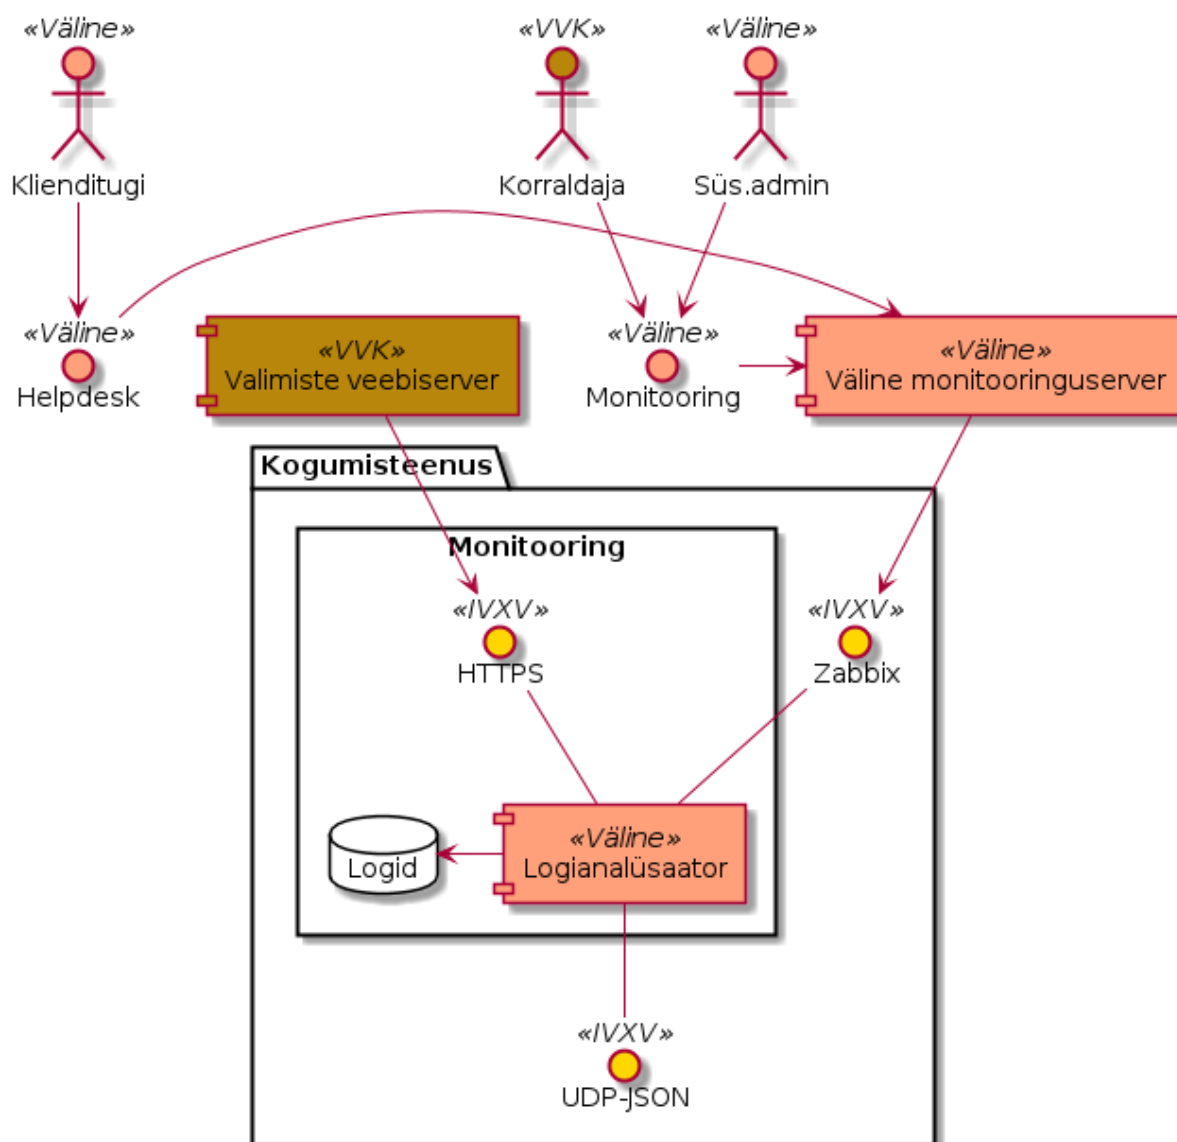 «Väline»
Klienditugi
«VVK»
Korraldaja
«Väline»
Süs.admin
«Väline»
Helpdesk
«VVK»
Valimiste veebiserver
«Väline»
Monitooring
«Väline»
Väline monitooringuserver
Kogumisteenus
Monitooring
«IVXV»
HTTPS
«IVXV»
Zabbix
Logid
«Väline»
Logianalüsaator
«IVXV»
UDP-JSON